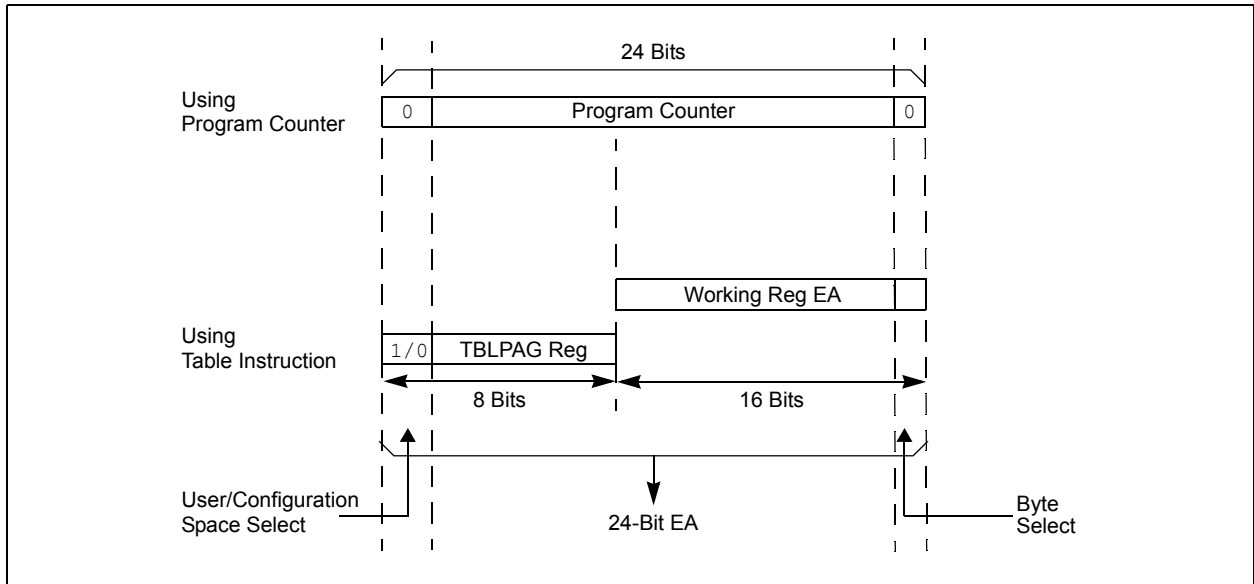 24 Bits
Using
Program Counter
0
Program Counter
0
Working Reg EA
Using
Table Instruction
1/0
TBLPAG Reg
8 Bits
16 Bits
User/Configuration
Space Select
24-Bit EA
Byte
Select